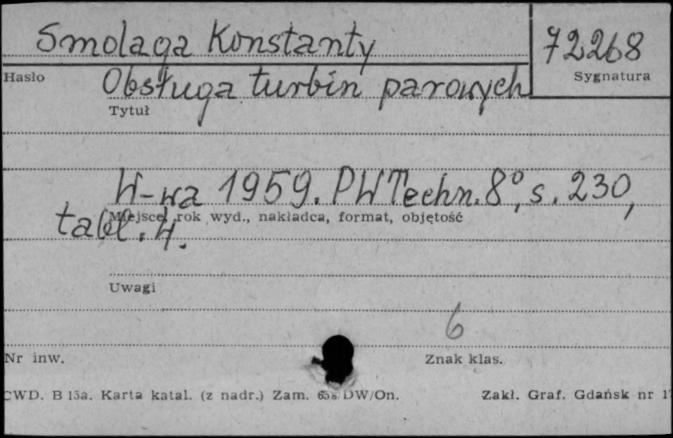 Smolaga Konstanty
72268
Hasło
Sygnatura
Obsługa turbin parowych
Tytuł
W-wa 1959. PWTechn. 8°, s. 230,
Miejsce, rok wyd., nakładca, format, objętość
tabl. 4.
Uwagi
6
Nr inw.
Znak klas.
CWD. B 15a. Karta katal. (z nadr.) Zam. 658/DW/On.
Zakł. Graf. Gdańsk nr